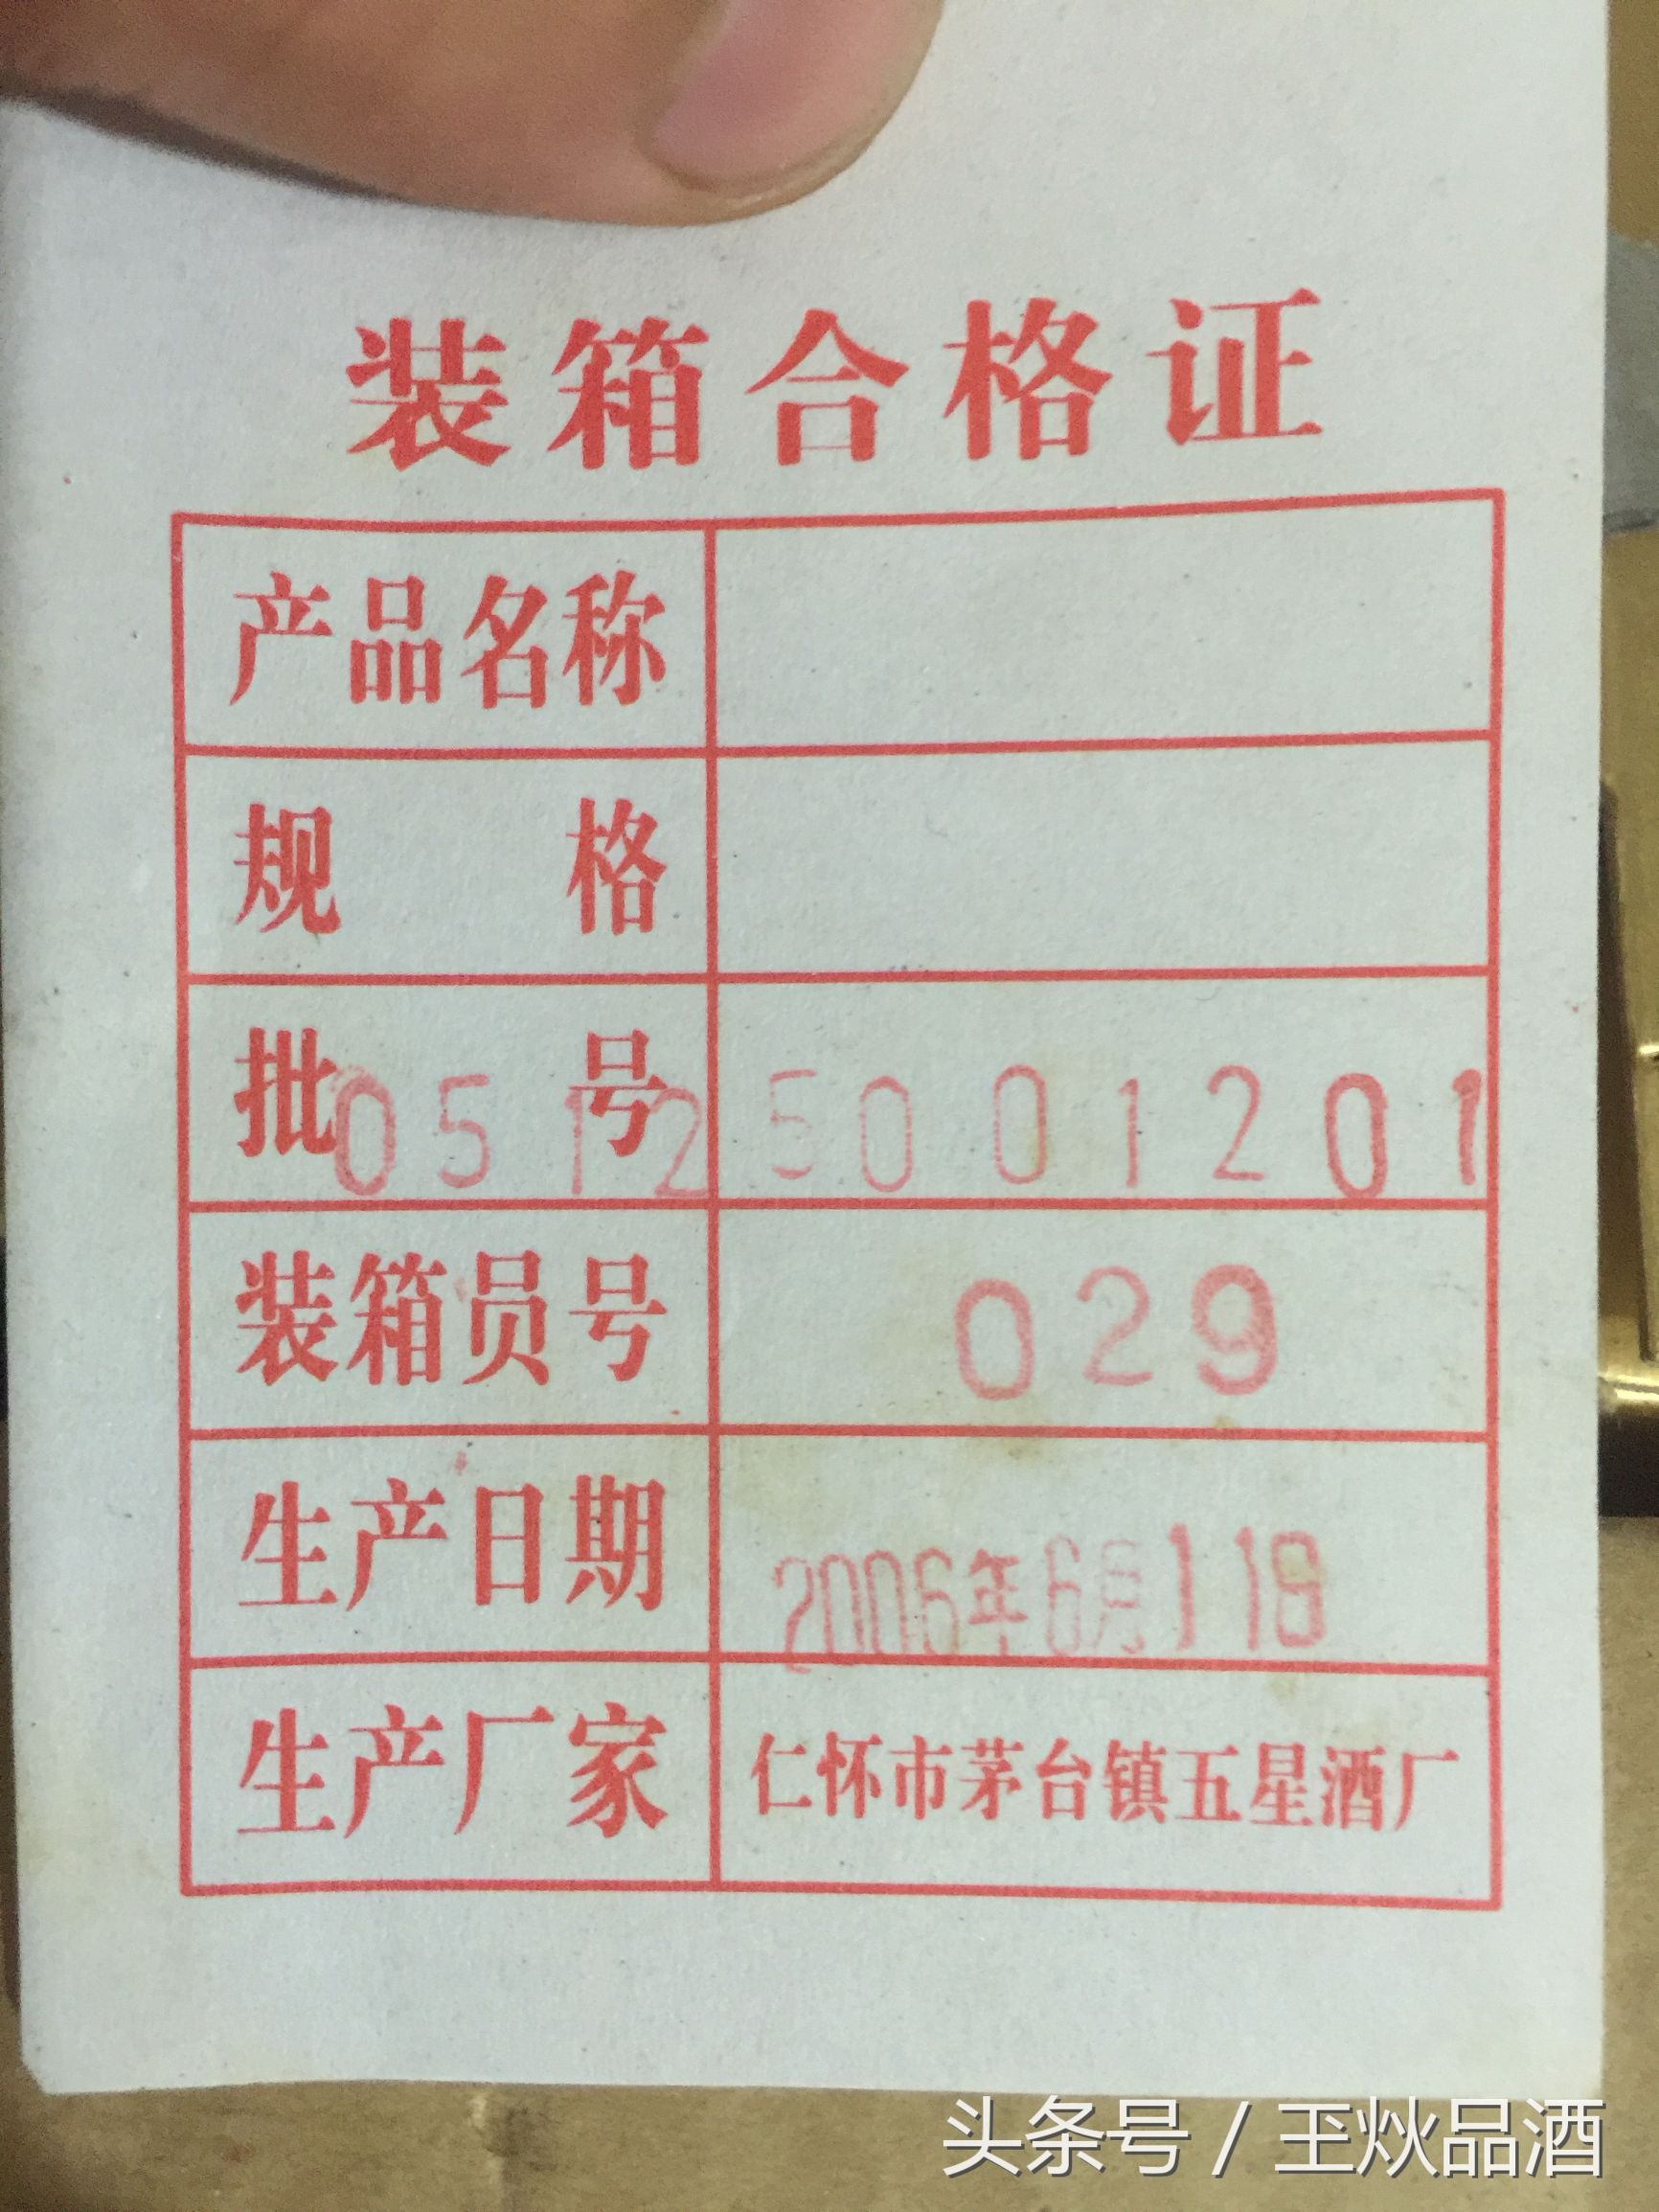 装箱合格证
产品名称
规格
批号 05125001201
装箱员号 029
生产日期 2006年6月11日
生产厂家 仁怀市茅台镇五星酒厂
头条号 / 王炏品酒